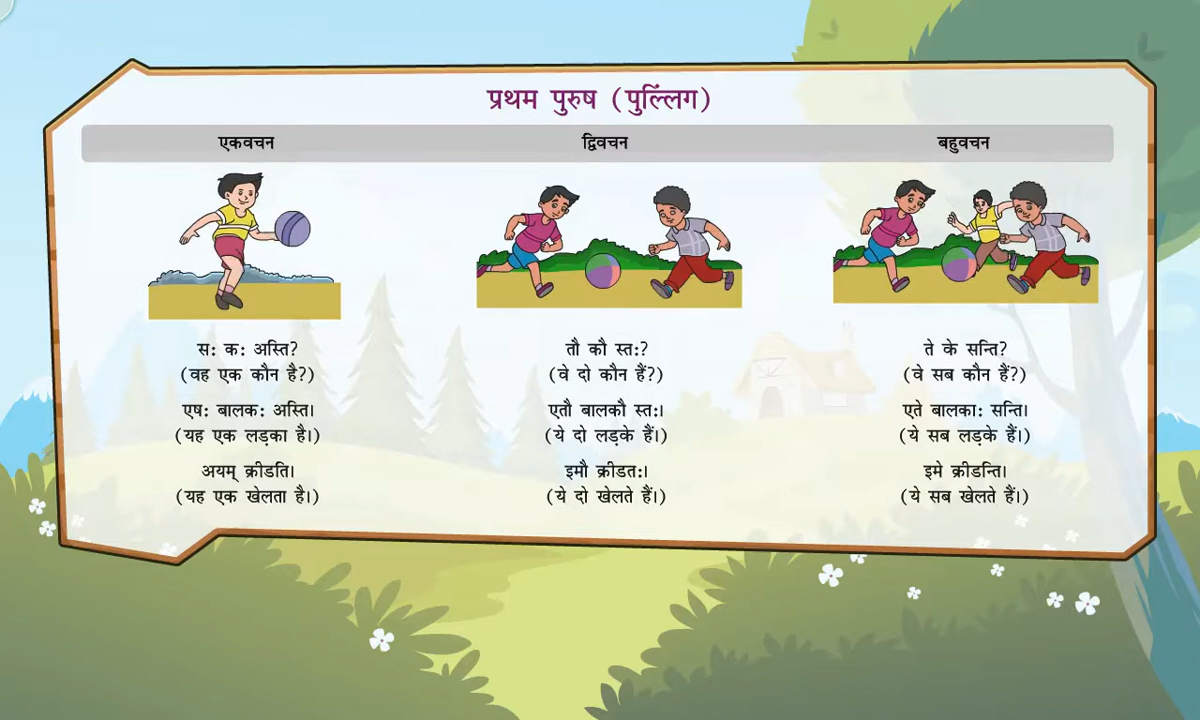 प्रथम पुरुष (पुल्लिंग)
एकवचन द्विवचन बहुवचन
सः कः अस्ति?
(वह एक कौन है?)
एषः बालकः अस्ति।
(यह एक लड़का है।)
अयम् क्रीडति।
(यह एक खेलता है।)
तौ कौ स्तः?
(वे दो कौन हैं?)
एतौ बालकौ स्तः।
(ये दो लड़के हैं।)
इमौ क्रीडतः।
(ये दो खेलते हैं।)
ते के सन्ति?
(वे सब कौन हैं?)
एते बालकाः सन्ति।
(ये सब लड़के हैं।)
इमे क्रीडन्ति।
(ये सब खेलते हैं।)